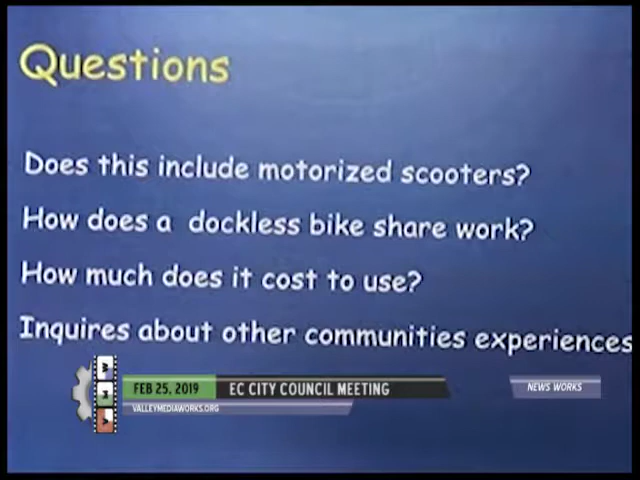 Questions
Does this include motorized scooters?
How does a dockless bike share work?
How much does it cost to use?
Inquires about other communities experiences
W
M
V
FEB 25, 2019
EC CITY COUNCIL MEETING
NEWS WORKS
VALLEYMEDIAWORKS.ORG